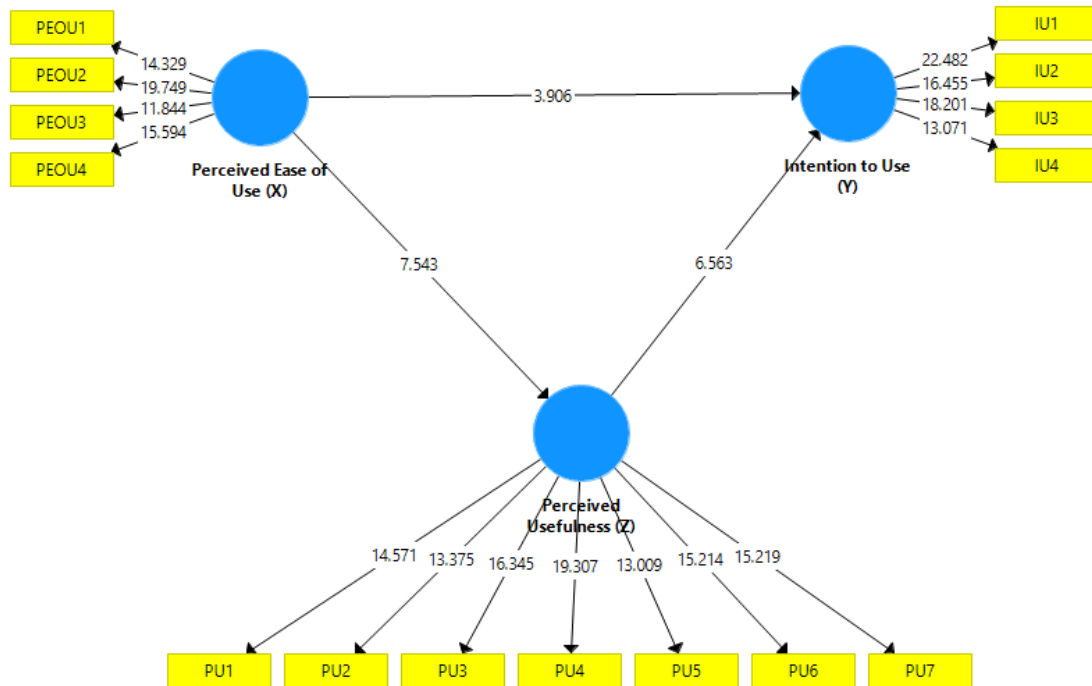 PEOU1
PEOU2
PEOU3
PEOU4
14.329
19.749
11.844
15.594
Perceived Ease of
Use (X)
3.906
IU1
IU2
IU3
IU4
22.482
16.455
18.201
13.071
Intention to Use
(Y)
7.543
6.563
Perceived
Usefulness (Z)
14.571
13.375
16.345
19.307
13.009
15.214
15.219
PU1
PU2
PU3
PU4
PU5
PU6
PU7